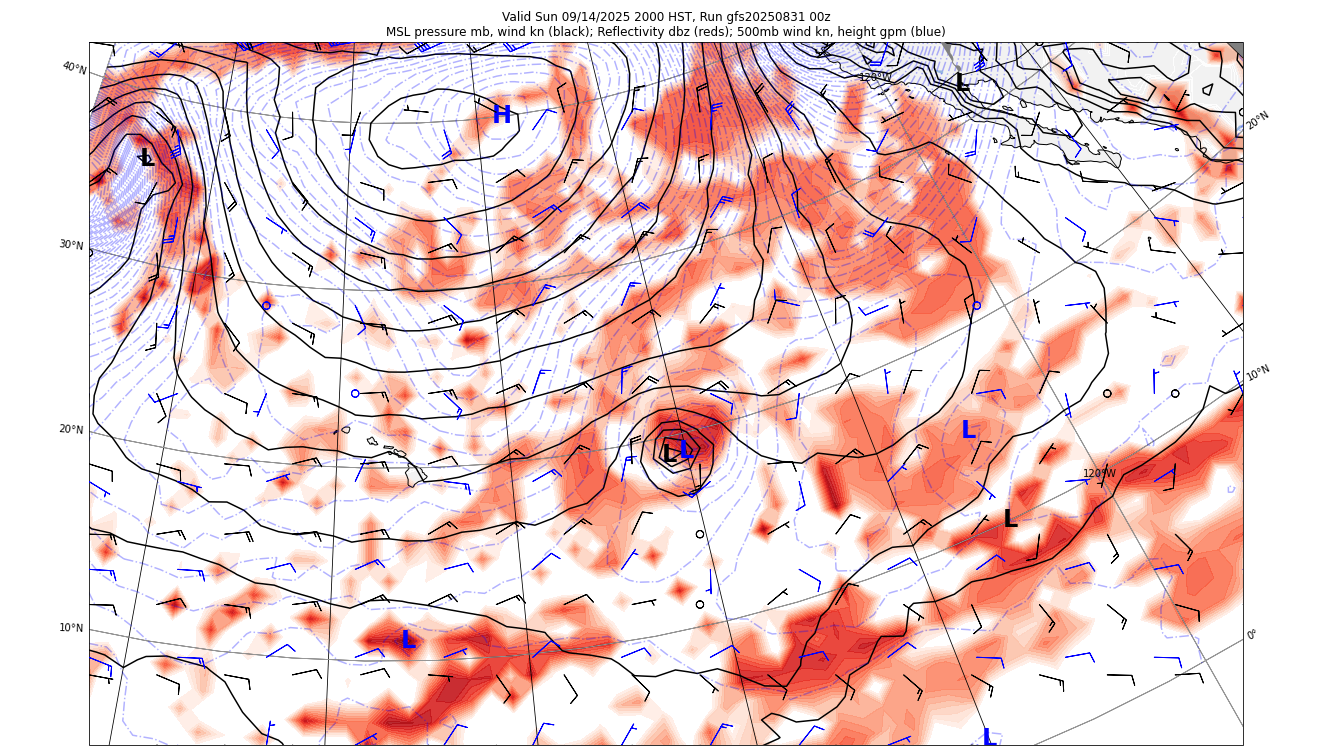 Valid Sun 09/14/2025 2000 HST, Run gfs20250831 00z
MSL pressure mb, wind kn (black); Reflectivity dbz (reds); 500mb wind kn, height gpm (blue)
40°N
120°W
L
20°N
H
L
30°N
10°N
20°N
L
L
L
120°W
L
10°N
L
0°
L